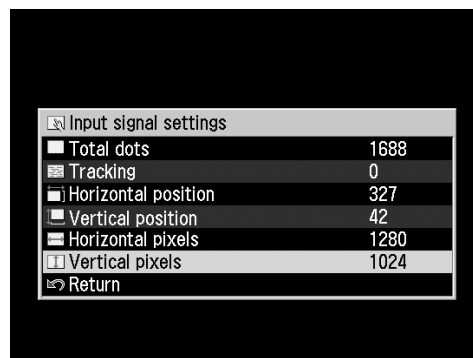 Input signal settings
Total dots 1688
Tracking 0
Horizontal position 327
Vertical position 42
Horizontal pixels 1280
Vertical pixels 1024
Return